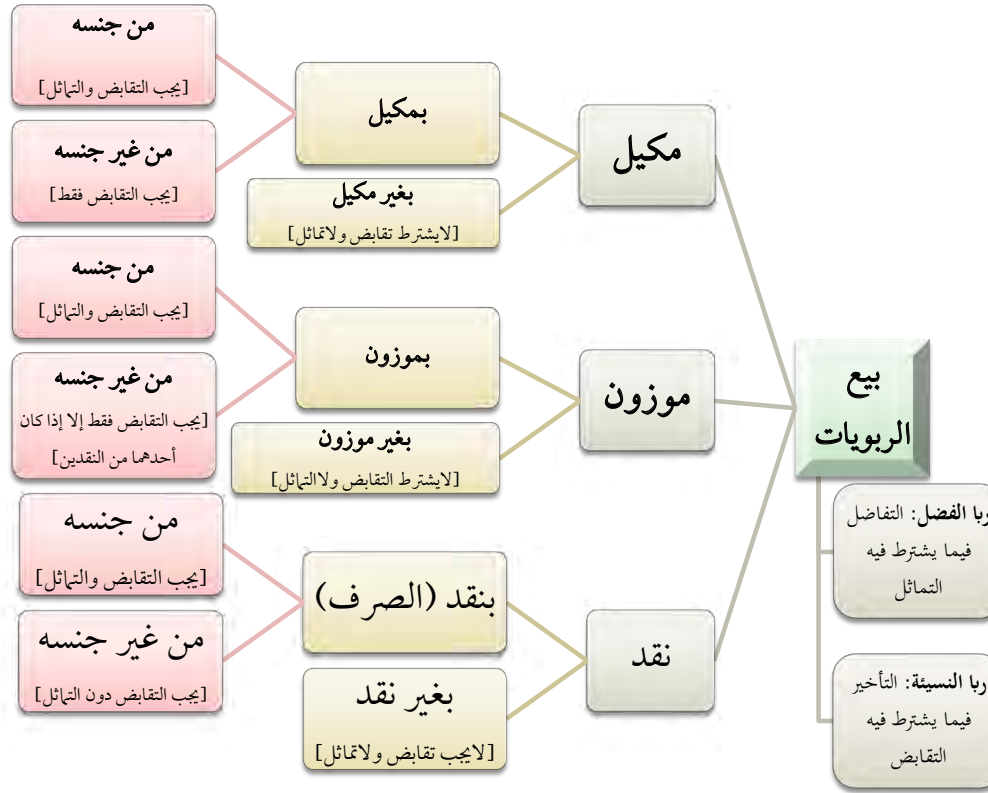 بيع
الربويات
ربا الفضل: التفاضل
فيما يشترط فيه
التماثل
ربا النسيئة: التأخير
فيما يشترط فيه
التقابض
مكيل
بمكيل
من جنسه
[يجب التقابض والتماثل]
من غير جنسه
[يجب التقابض فقط]
بغير مكيل
[لايشترط تقابض ولاتماثل]
موزون
بموزون
من جنسه
[يجب التقابض والتماثل]
من غير جنسه
[يجب التقابض فقط إلا إذا كان
أحدهما من النقدين]
بغير موزون
[لايشترط التقابض ولاالتماثل]
نقد
بنقد (الصرف)
من جنسه
[يجب التقابض والتماثل]
من غير جنسه
[يجب التقابض دون التماثل]
بغير نقد
[لايجب تقابض ولاتماثل]